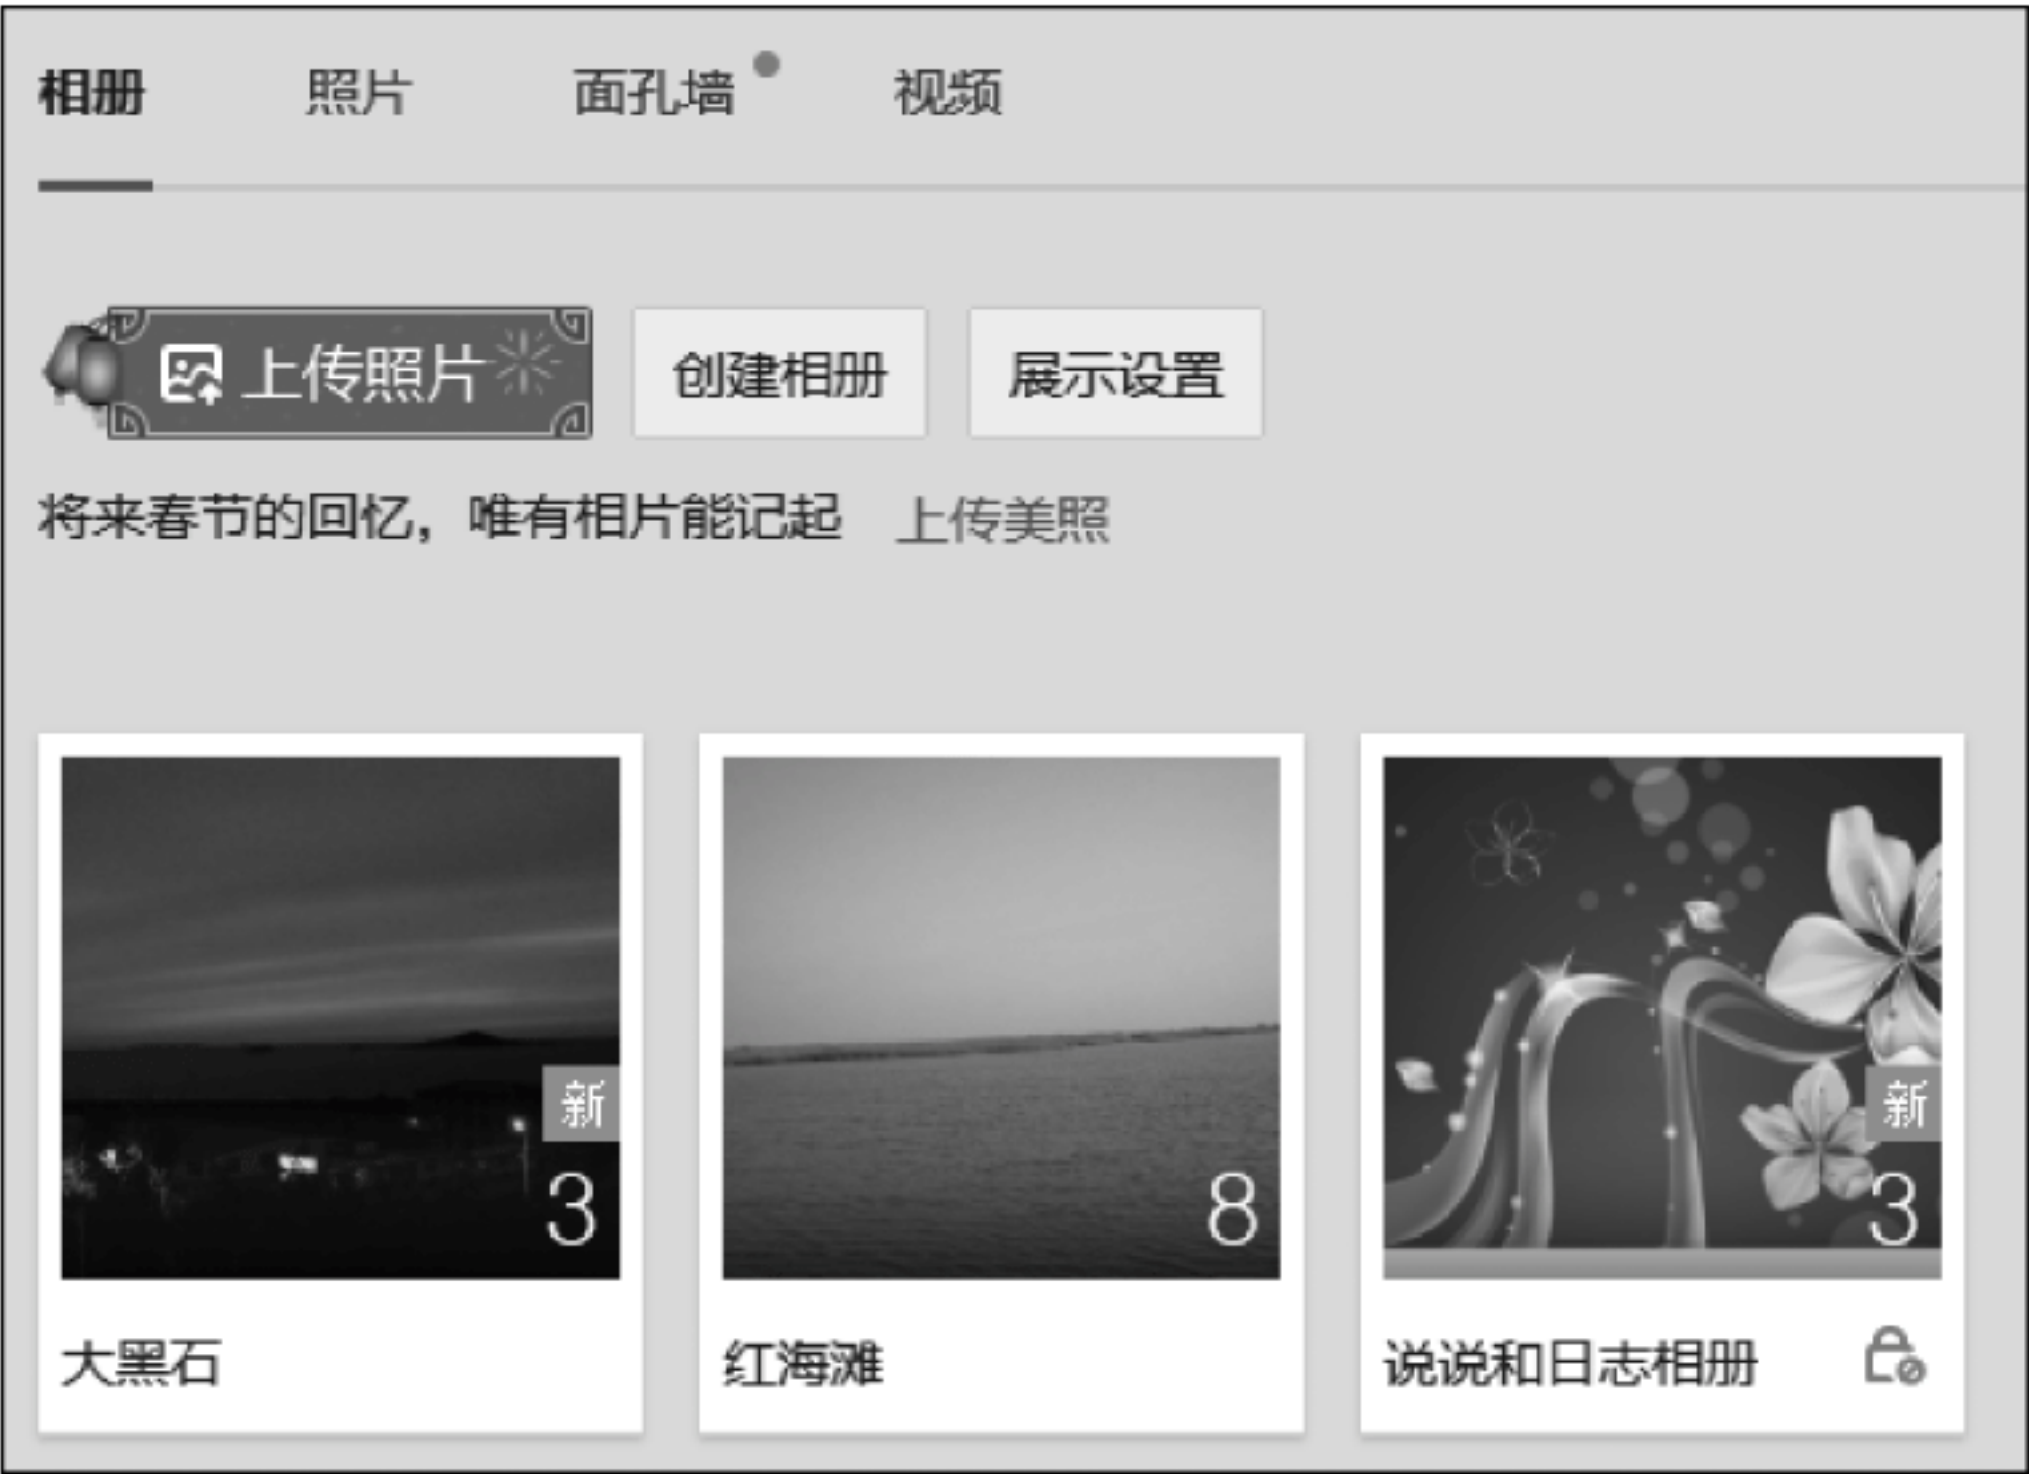 相册 照片 面孔墙 视频
上传照片 创建相册 展示设置
将来春节的回忆，唯有相片能记起 上传美照
新 新
3 8 3
大黑石 红海滩 说说和日志相册